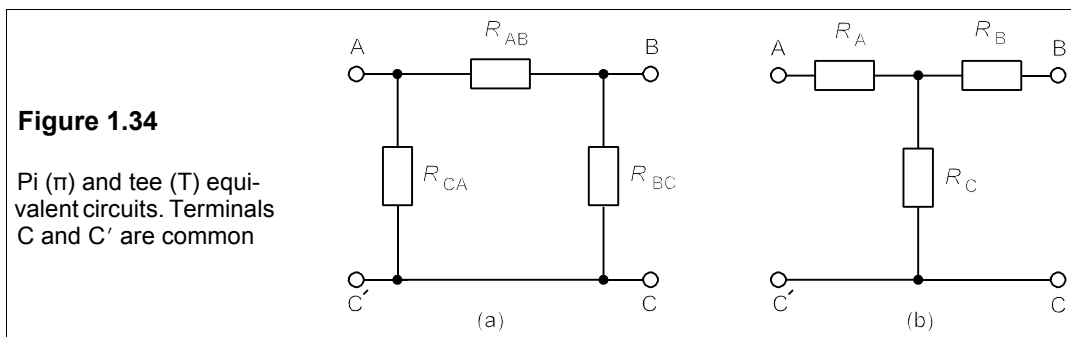 Figure 1.34
Pi (π) and tee (T) equi-
valent circuits. Terminals
C and C′ are common
A
R_AB
B
R_CA
R_BC
C′
C
(a)
A
R_A
R_B
B
R_C
C′
C
(b)